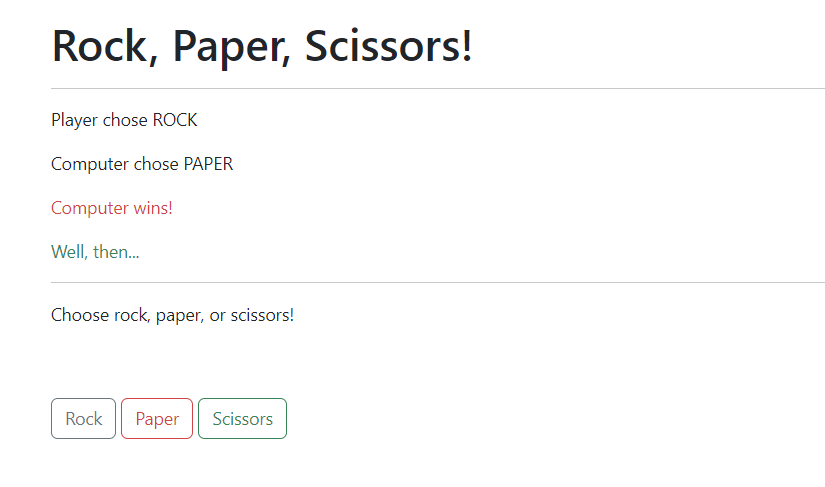 Rock, Paper, Scissors!
Player chose ROCK
Computer chose PAPER
Computer wins!
Well, then...
Choose rock, paper, or scissors!
Rock Paper Scissors